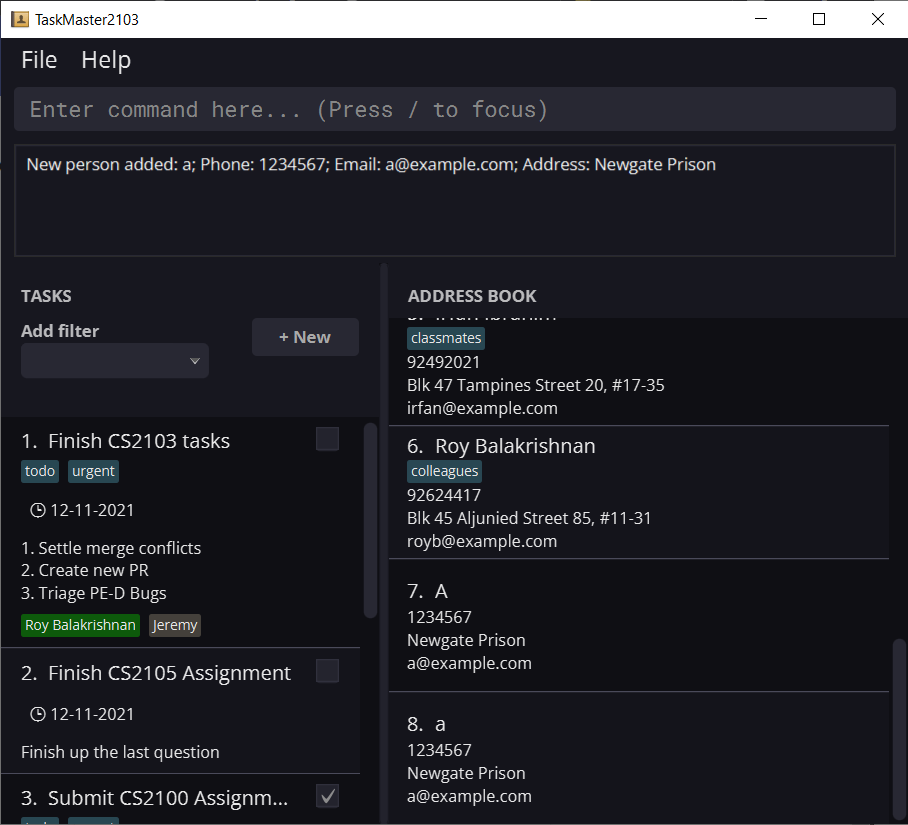 TaskMaster2103
File Help
Enter command here... (Press / to focus)
New person added: a; Phone: 1234567; Email: a@example.com; Address: Newgate Prison
TASKS
Add filter
+ New
1. Finish CS2103 tasks
todo urgent
12-11-2021
1. Settle merge conflicts
2. Create new PR
3. Triage PE-D Bugs
Roy Balakrishnan Jeremy
2. Finish CS2105 Assignment
12-11-2021
Finish up the last question
3. Submit CS2100 Assignm...
ADDRESS BOOK
5. Irfan Ibrahim
classmates
92492021
Blk 47 Tampines Street 20, #17-35
irfan@example.com
6. Roy Balakrishnan
colleagues
92624417
Blk 45 Aljunied Street 85, #11-31
royb@example.com
7. A
1234567
Newgate Prison
a@example.com
8. a
1234567
Newgate Prison
a@example.com